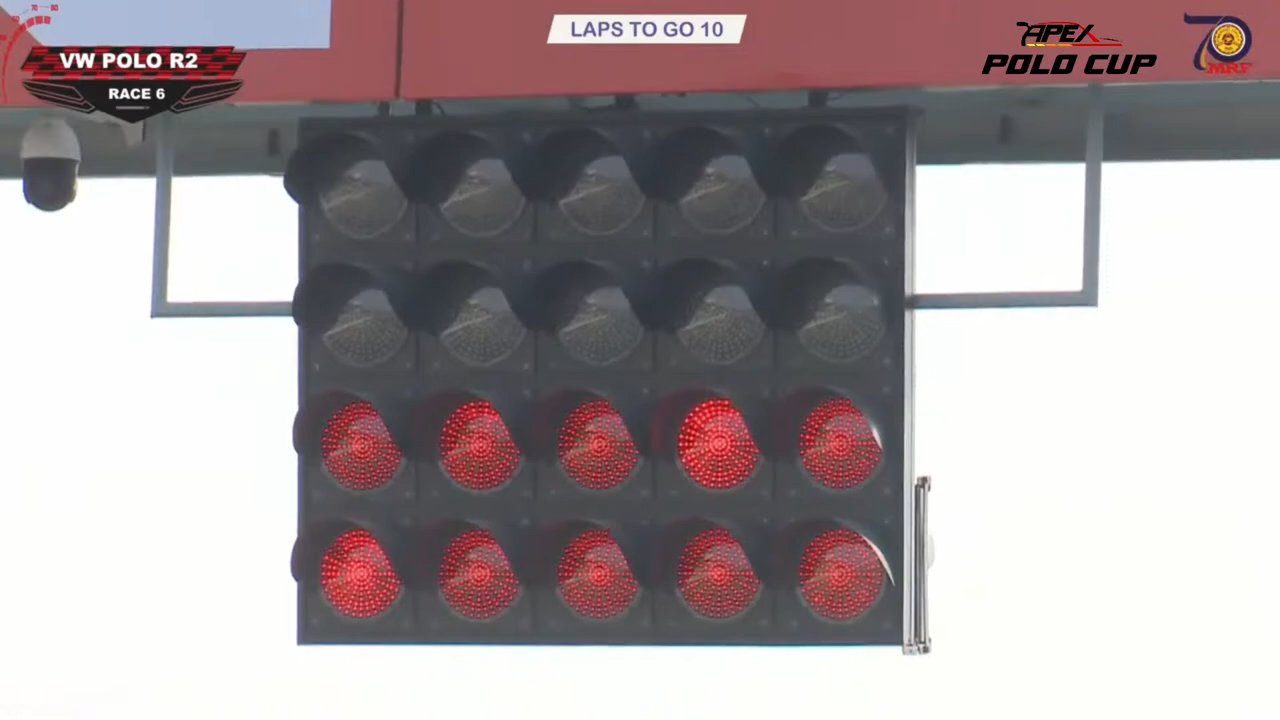 LAPS TO GO 10
VW POLO R2
RACE 6
APEX
POLO CUP
70
MRF